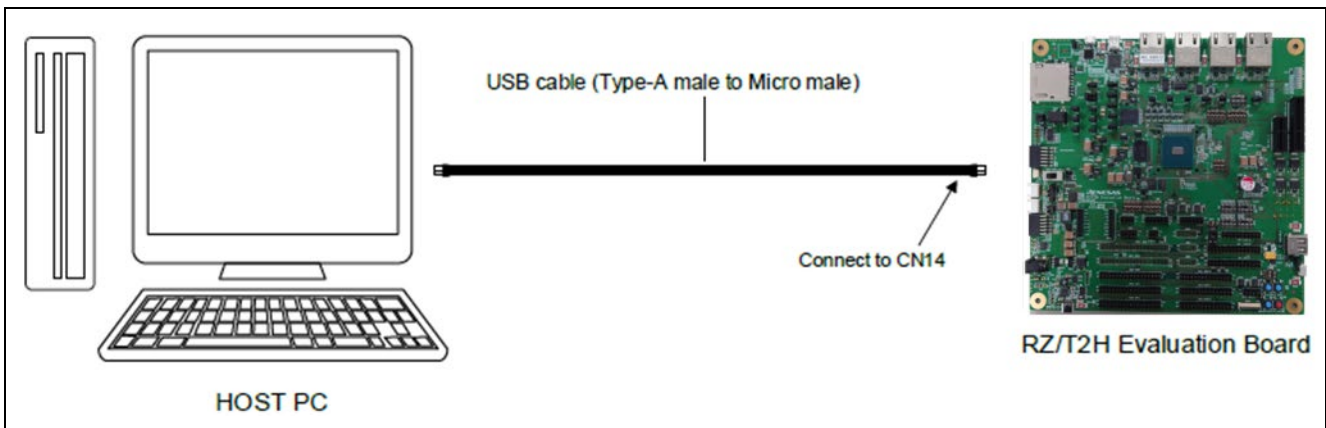 USB cable (Type-A male to Micro male)
Connect to CN14
RZ/T2H Evaluation Board
HOST PC